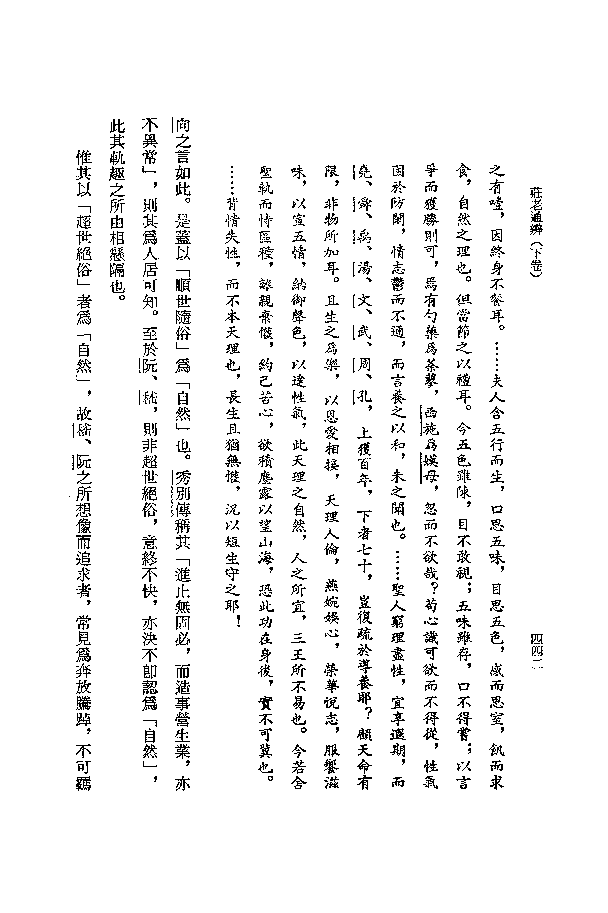 莊老通辨（下卷）
四四二
之有噎，因終身不餐耳。……夫人含五行而生，口思五味，目思五色，感而思室，飢而求
食，自然之理也。但當節之以禮耳。今五色雖陳，目不敢視；五味雖存，口不得嘗；以言
爭而獲勝則可，焉有勺藥爲荼蓼，西施爲嫫母，忽而不欲哉？苟心識可欲而不得從，性氣
困於防閑，情志鬱而不通，而言養之以和，未之聞也。……聖人窮理盡性，宜享遐期，而
堯、舜、禹、湯、文、武、周、孔，上獲百年，下者七十，豈復疏於導養耶？顧天命有
限，非物所加耳。且生之爲樂，以恩愛相接，天理人倫，燕婉娛心，榮華悅志，服饗滋
味，以宣五情，納御聲色，以達性氣，此天理之自然，人之所宜，三王所不易也。今若舍
聖軌而恃區種，離親棄懽，約己苦心，欲積塵露以望山海，恐此功在身後，實不可冀也。
……背情失性，而不本天理也，長生且猶無懽，況以短生守之耶！
向之言如此。是蓋以「順世隨俗」爲「自然」也。秀別傳稱其「進止無固必，而造事營生業，亦
不異常」，則其爲人居可知。至於阮、嵇，則非超世絕俗，意終不快，亦決不卽認爲「自然」，
此其軌趣之所由相懸隔也。
惟其以「超世絕俗」者爲「自然」，故嵇、阮之所想像而追求者，常見爲奔放騰踔，不可羈